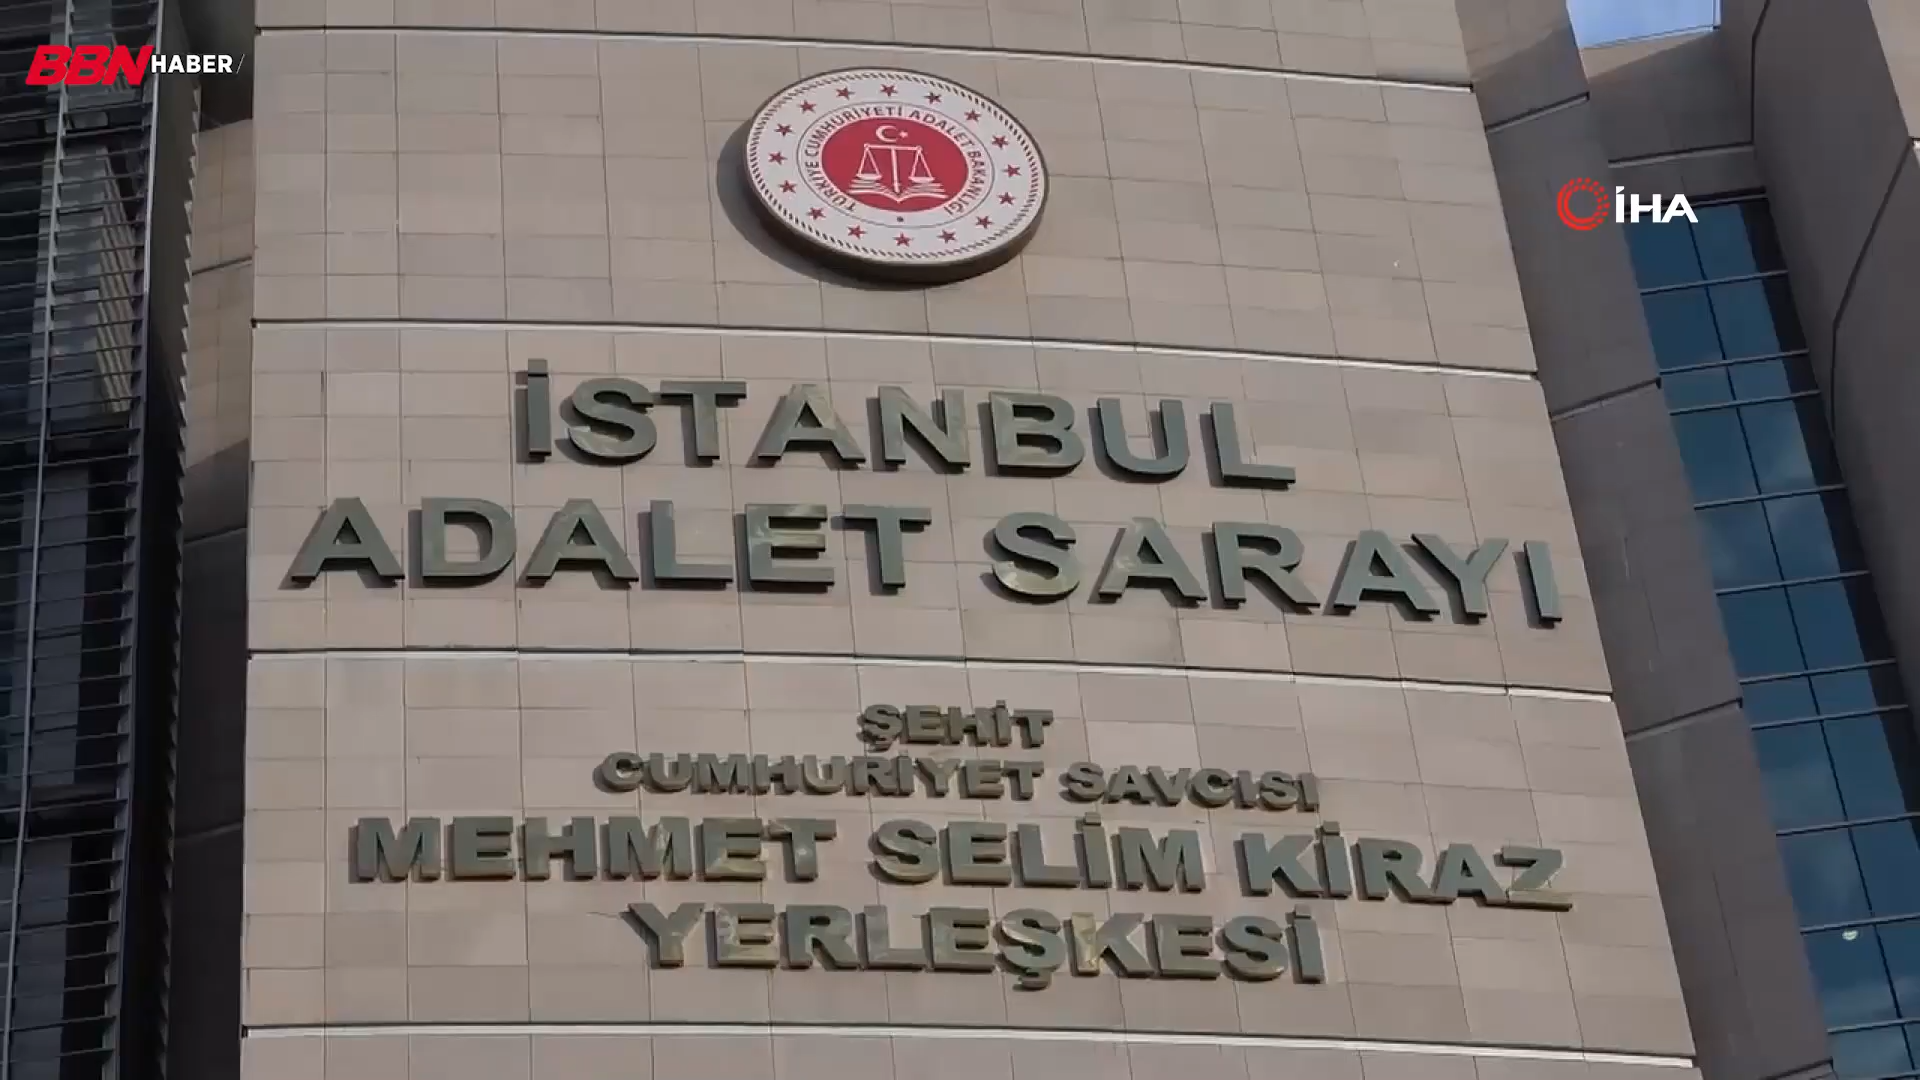 BBN HABER /
TÜRKİYE CUMHURİYETİ ADALET BAKANLIĞI
İHA
İSTANBUL
ADALET SARAYI
ŞEHİT
CUMHURİYET SAVCISI
MEHMET SELİM KİRAZ
YERLEŞKESİ